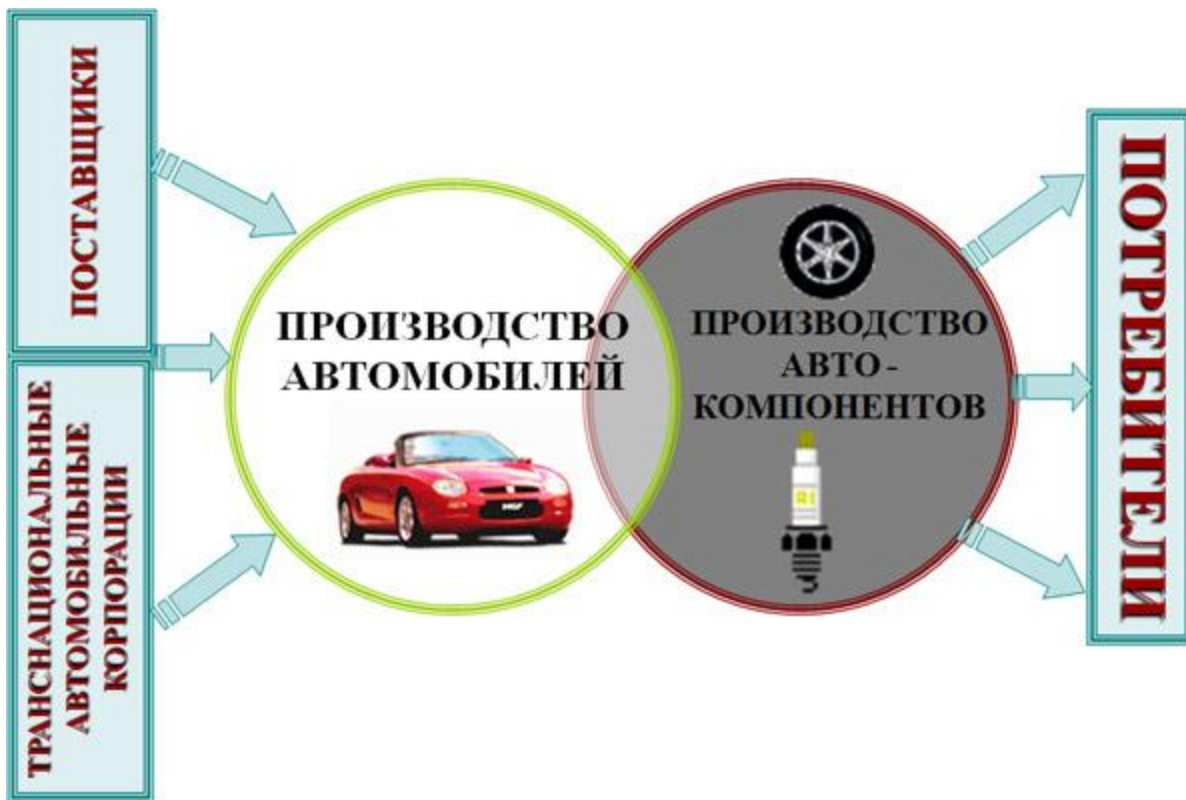 ПОСТАВЩИКИ
ТРАНСНАЦИОНАЛЬНЫЕ
АВТОМОБИЛЬНЫЕ
КОРПОРАЦИИ
ПРОИЗВОДСТВО
АВТОМОБИЛЕЙ
ПРОИЗВОДСТВО
АВТО -
КОМПОНЕНТОВ
ПОТРЕБИТЕЛИ